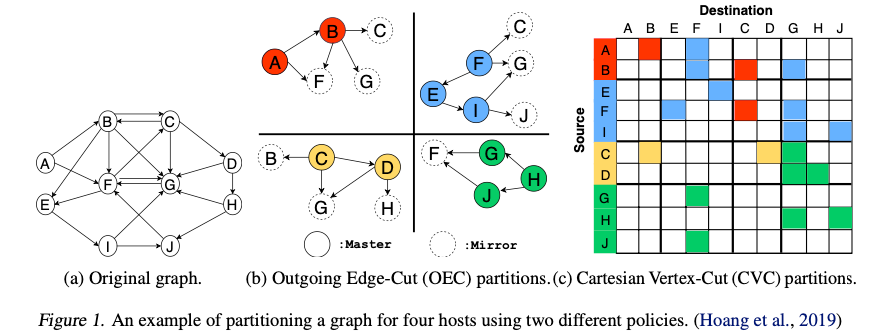 Destination
A B E F I C D G H J
Source
A
B
E
F
I
C
D
G
H
J
B C
A D
F G
E H
I J
A B C
F G
C
F G
E I J
B C D
G H
F G
H
J
:Master :Mirror
(a) Original graph. (b) Outgoing Edge-Cut (OEC) partitions. (c) Cartesian Vertex-Cut (CVC) partitions.
Figure 1. An example of partitioning a graph for four hosts using two different policies. (Hoang et al., 2019)